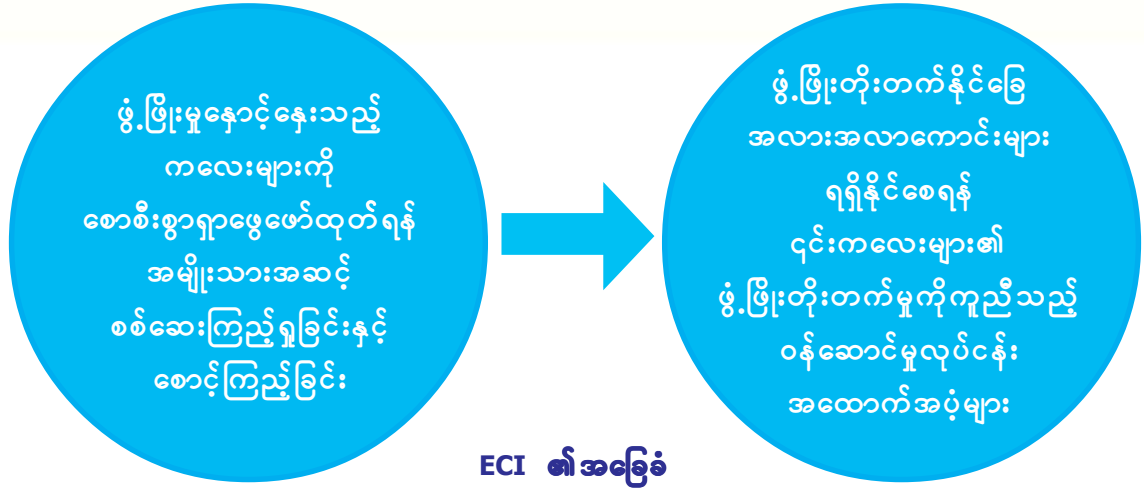 ဖွံ့ဖြိုးမှုနှောင့်နှေးသည့်
ကလေးများကို
စောစီးစွာရှာဖွေဖော်ထုတ်ရန်
အမျိုးသားအဆင့်
စစ်ဆေးကြည့်ရှုခြင်းနှင့်
စောင့်ကြည့်ခြင်း
ဖွံ့ဖြိုးတိုးတက်နိုင်ခြေ
အလားအလာကောင်းများ
ရရှိနိုင်စေရန်
၎င်းကလေးများ၏
ဖွံ့ဖြိုးတိုးတက်မှုကိုကူညီသည့်
ဝန်ဆောင်မှုလုပ်ငန်း
အထောက်အပံ့များ
ECI ၏အခြေခံ